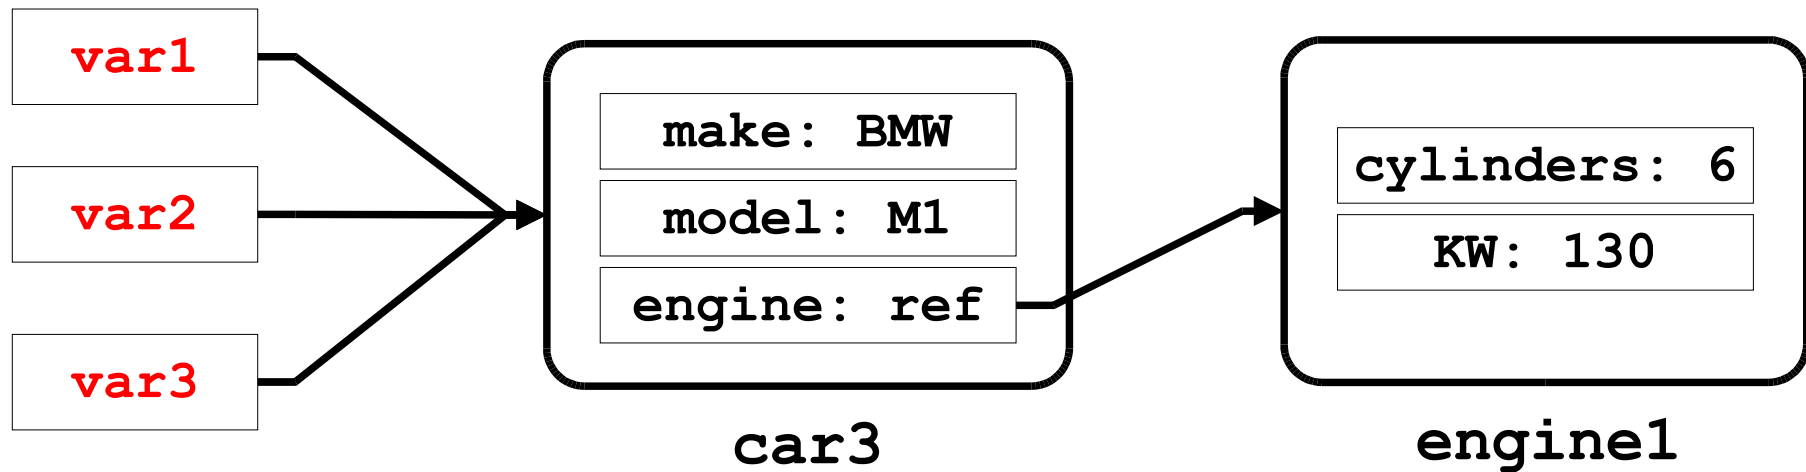 var1
var2
var3
make: BMW
model: M1
engine: ref
car3
cylinders: 6
KW: 130
engine1